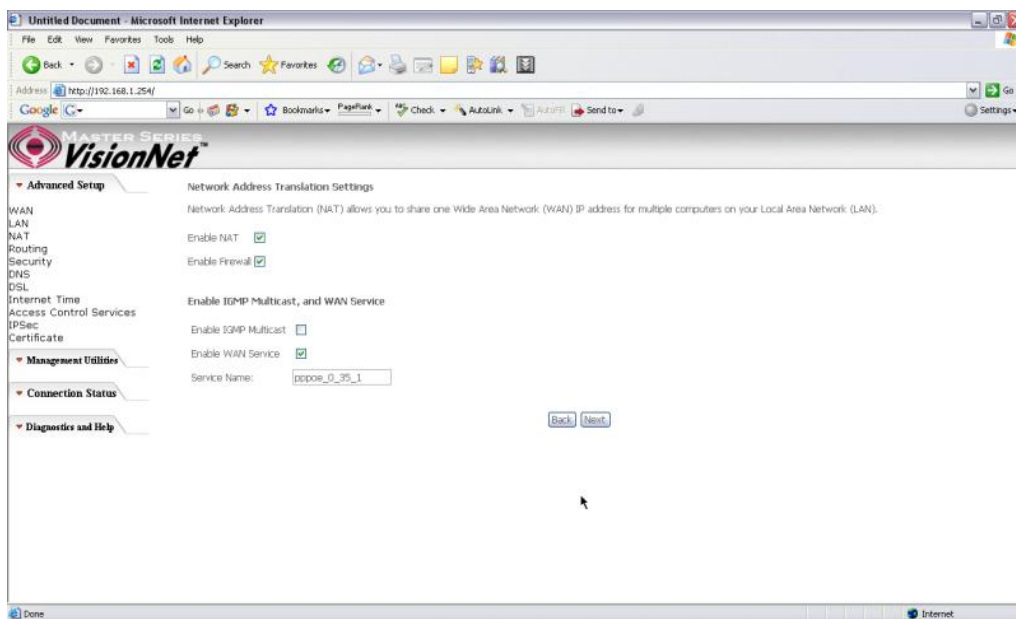 Untitled Document - Microsoft Internet Explorer
File Edit View Favorites Tools Help
Back Search Favorites
Address http://192.168.1.254/ Go
Google Go Bookmarks PageRank Check AutoLink AutoFill Send to Settings
MASTER SERIES
VisionNet™
Advanced Setup
WAN
LAN
NAT
Routing
Security
DNS
DSL
Internet Time
Access Control Services
IPSec
Certificate
Management Utilities
Connection Status
Diagnostics and Help
Network Address Translation Settings
Network Address Translation (NAT) allows you to share one Wide Area Network (WAN) IP address for multiple computers on your Local Area Network (LAN).
Enable NAT
Enable Firewall
Enable IGMP Multicast, and WAN Service
Enable IGMP Multicast
Enable WAN Service
Service Name: pppoe_0_35_1
Back Next
Done Internet